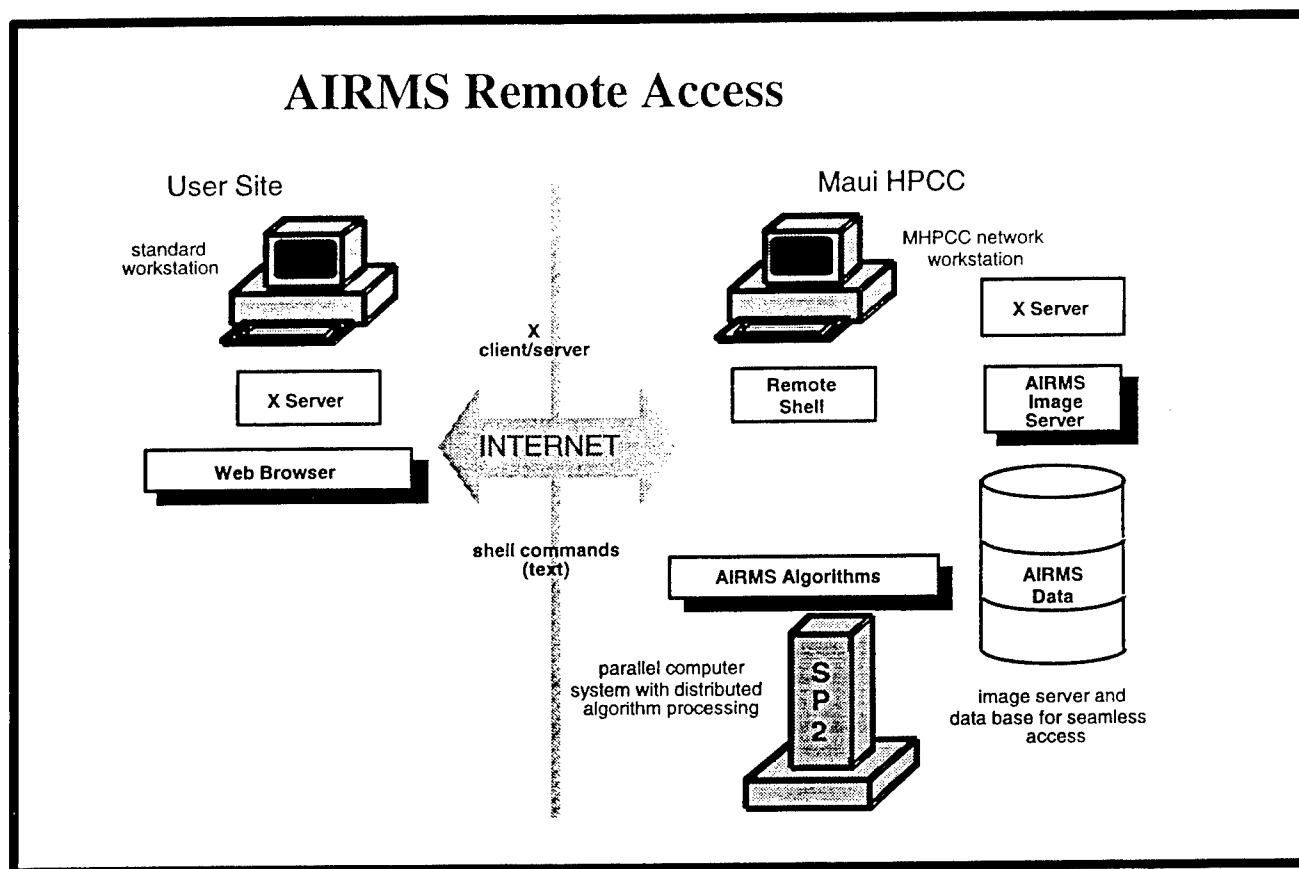 AIRMS Remote Access
User Site
standard
workstation
X Server
Web Browser
X
client/server
INTERNET
shell commands
(text)
Maui HPCC
MHPCC network
workstation
X Server
Remote
Shell
AIRMS
Image
Server
AIRMS Algorithms
AIRMS
Data
parallel computer
system with distributed
algorithm processing
S
P
2
image server and
data base for seamless
access